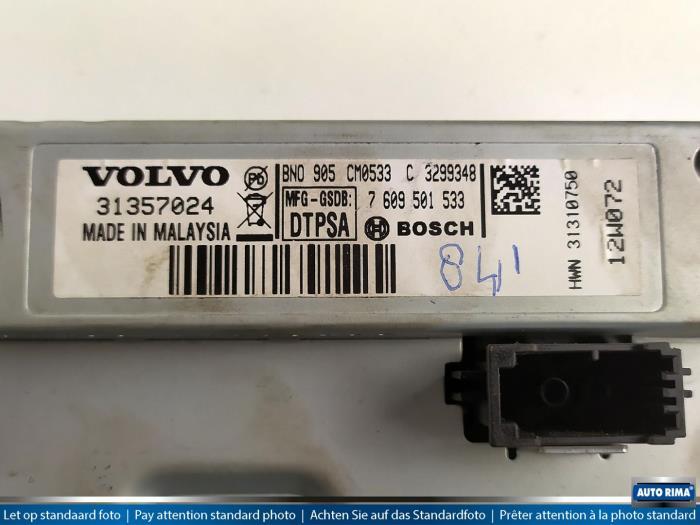 VOLVO
31357024
MADE IN MALAYSIA
Pb
BNO 905 CM0533 C 3299348
MFG-GSDB:
DTPSA
7 609 501 533
BOSCH
HWN 31310750
12W072
AUTO RIMA
Let op standaard foto | Pay attention standard photo | Achten Sie auf das Standardfoto | Prêter attention à la photo standard